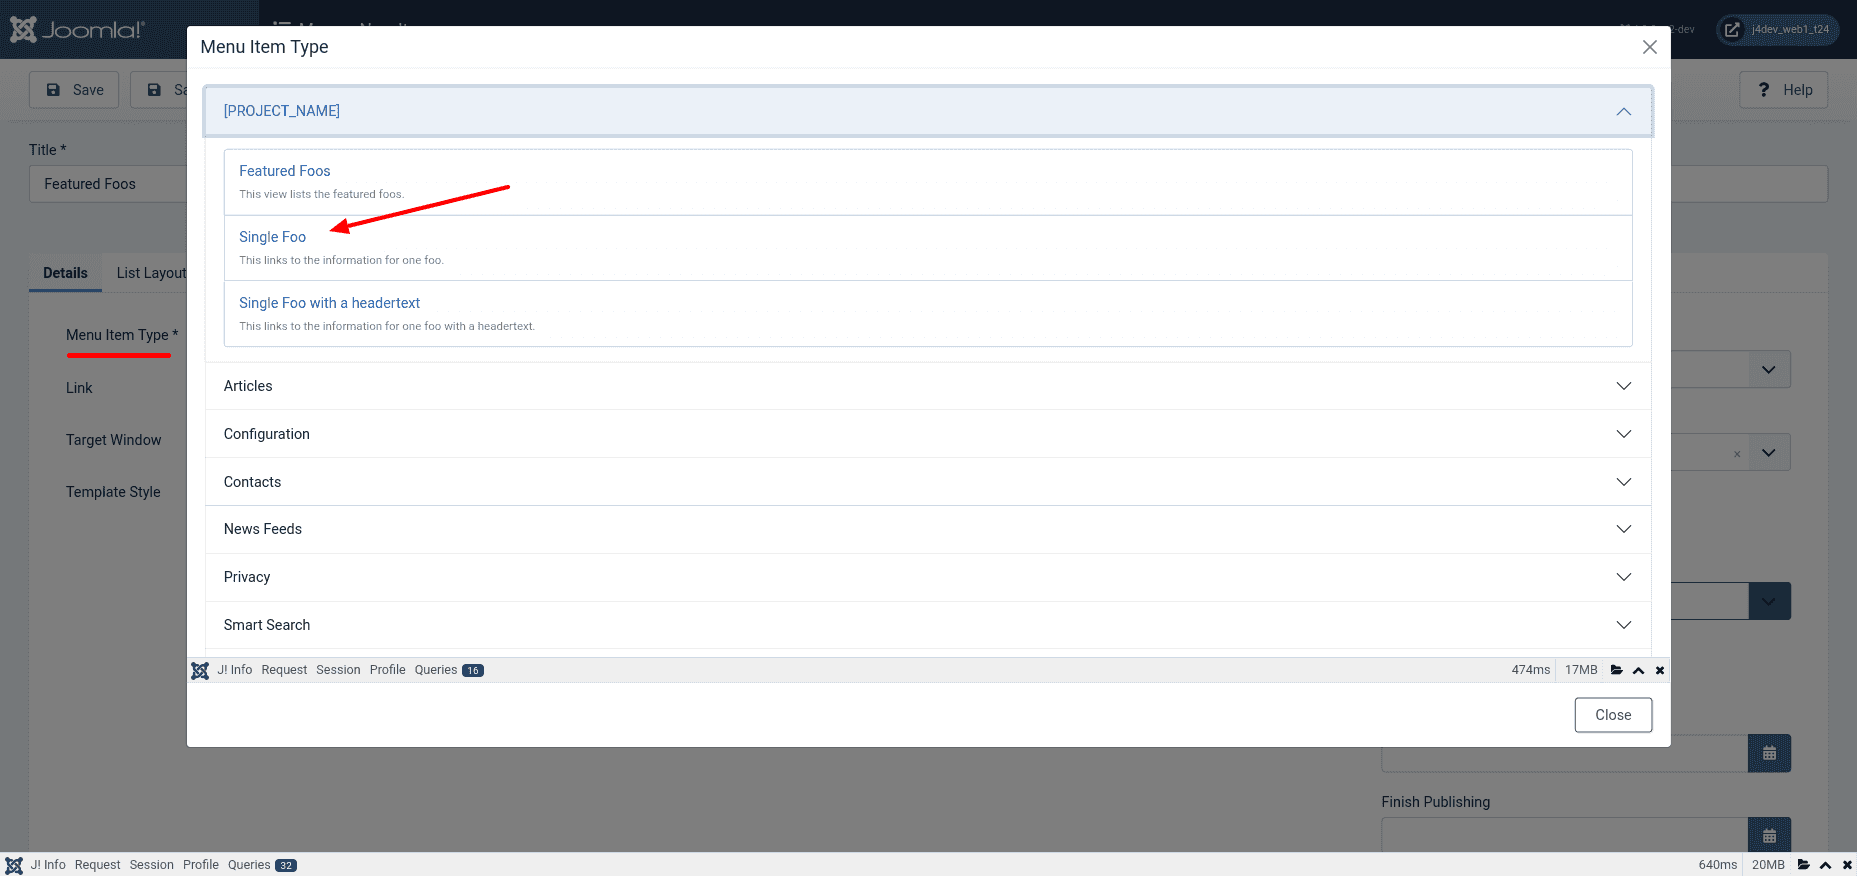 Joomla!
2-dev
j4dev_web1_t24
Menu Item Type
Save
Help
[PROJECT_NAME]
Title *
Featured Foos
Featured Foos
This view lists the featured foos.
Single Foo
This links to the information for one foo.
Details
List Layout
Single Foo with a headertext
This links to the information for one foo with a headertext.
Menu Item Type *
Link
Target Window
Template Style
Articles
Configuration
Contacts
News Feeds
Privacy
Smart Search
J! Info Request Session Profile Queries 16
474ms 17MB
Close
Finish Publishing
J! Info Request Session Profile Queries 32
640ms 20MB